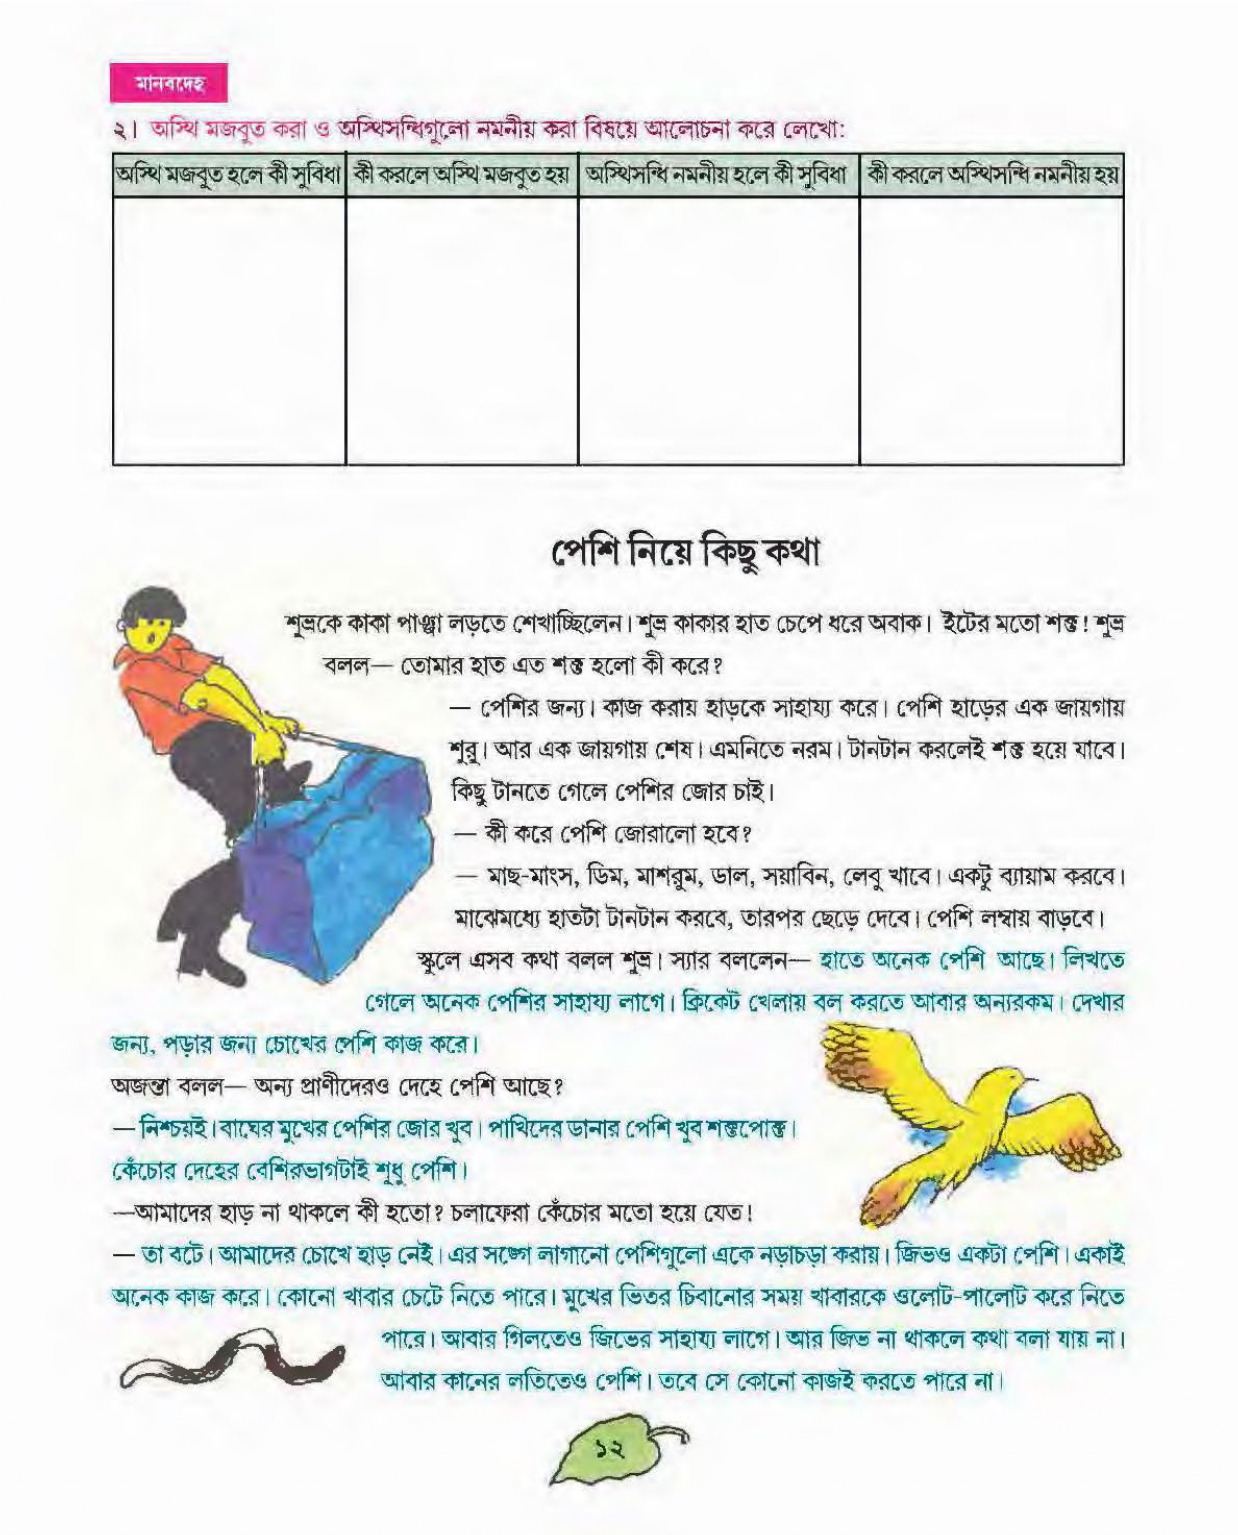 মানবদেহ
২। অস্থি মজবুত করা ও অস্থিসন্ধিগুলো নমনীয় করা বিষয়ে আলোচনা করে লেখো:
অস্থি মজবুত হলে কী সুবিধা কী করলে অস্থি মজবুত হয় অস্থিসন্ধি নমনীয় হলে কী সুবিধা কী করলে অস্থিসন্ধি নমনীয় হয়
পেশি নিয়ে কিছু কথা
শুভ্রকে কাকা পাঞ্জা লড়তে শেখাচ্ছিলেন। শুভ্র কাকার হাত চেপে ধরে অবাক। ইটের মতো শক্ত! শুভ্র
বলল— তোমার হাত এত শক্ত হলো কী করে?
— পেশির জন্য। কাজ করায় হাড়কে সাহায্য করে। পেশি হাড়ের এক জায়গায়
শুরু। আর এক জায়গায় শেষ। এমনিতে নরম। টানটান করলেই শক্ত হয়ে যাবে।
কিছু টানতে গেলে পেশির জোর চাই।
— কী করে পেশি জোরালো হবে?
— মাছ-মাংস, ডিম, মাশরুম, ডাল, সয়াবিন, লেবু খাবে। একটু ব্যায়াম করবে।
মাঝেমধ্যে হাতটা টানটান করবে, তারপর ছেড়ে দেবে। পেশি লম্বায় বাড়বে।
স্কুলে এসব কথা বলল শুভ্র। স্যার বললেন— হাতে অনেক পেশি আছে। লিখতে
গেলে অনেক পেশির সাহায্য লাগে। ক্রিকেট খেলায় বল করতে আবার অন্যরকম। দেখার
জন্য, পড়ার জন্য চোখের পেশি কাজ করে।
অজন্তা বলল— অন্য প্রাণীদেরও দেহে পেশি আছে?
— নিশ্চয়ই। বাঘের মুখের পেশির জোর খুব। পাখিদের ডানার পেশি খুব শক্তপোক্ত।
কেঁচোর দেহের বেশিরভাগটাই শুধু পেশি।
—আমাদের হাড় না থাকলে কী হতো? চলাফেরা কেঁচোর মতো হয়ে যেত!
— তা বটে। আমাদের চোখে হাড় নেই। এর সঙ্গে লাগানো পেশিগুলো একে নড়াচড়া করায়। জিভও একটা পেশি। একাই
অনেক কাজ করে। কোনো খাবার চেটে নিতে পারে। মুখের ভিতর চিবানোর সময় খাবারকে ওলোট-পালোট করে নিতে
পারে। আবার গিলতেও জিভের সাহায্য লাগে। আর জিভ না থাকলে কথা বলা যায় না।
আবার কানের লতিতেও পেশি। তবে সে কোনো কাজই করতে পারে না।
১২